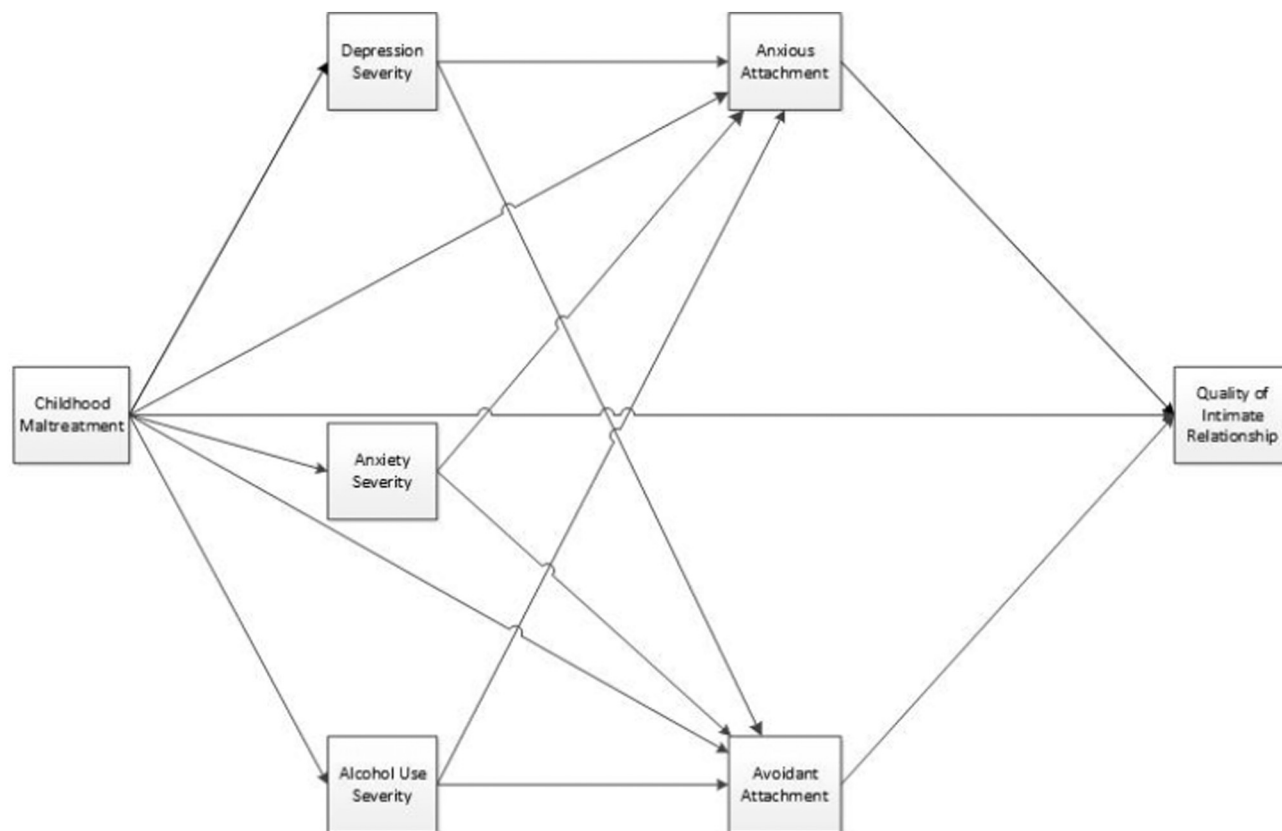 Depression
Severity
Anxious
Attachment
Childhood
Maltreatment
Anxiety
Severity
Quality of
Intimate
Relationship
Alcohol Use
Severity
Avoidant
Attachment